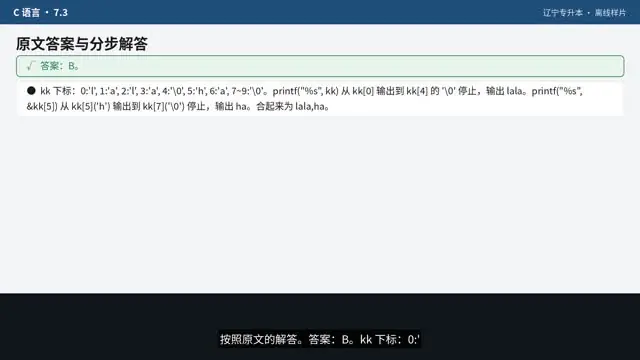 C 语言 • 7.3
辽宁专升本 • 离线样片
原文答案与分步解答
√ 答案：B。
● kk 下标：0:'l', 1:'a', 2:'l', 3:'a', 4:'\0', 5:'h', 6:'a', 7~9:'\0'。printf("%s", kk) 从 kk[0] 输出到 kk[4] 的 '\0' 停止，输出 lala。printf("%s",
&kk[5]) 从 kk[5]('h') 输出到 kk[7]('\0') 停止，输出 ha。合起来为 lala,ha。
按照原文的解答。答案：B。kk 下标：0:'